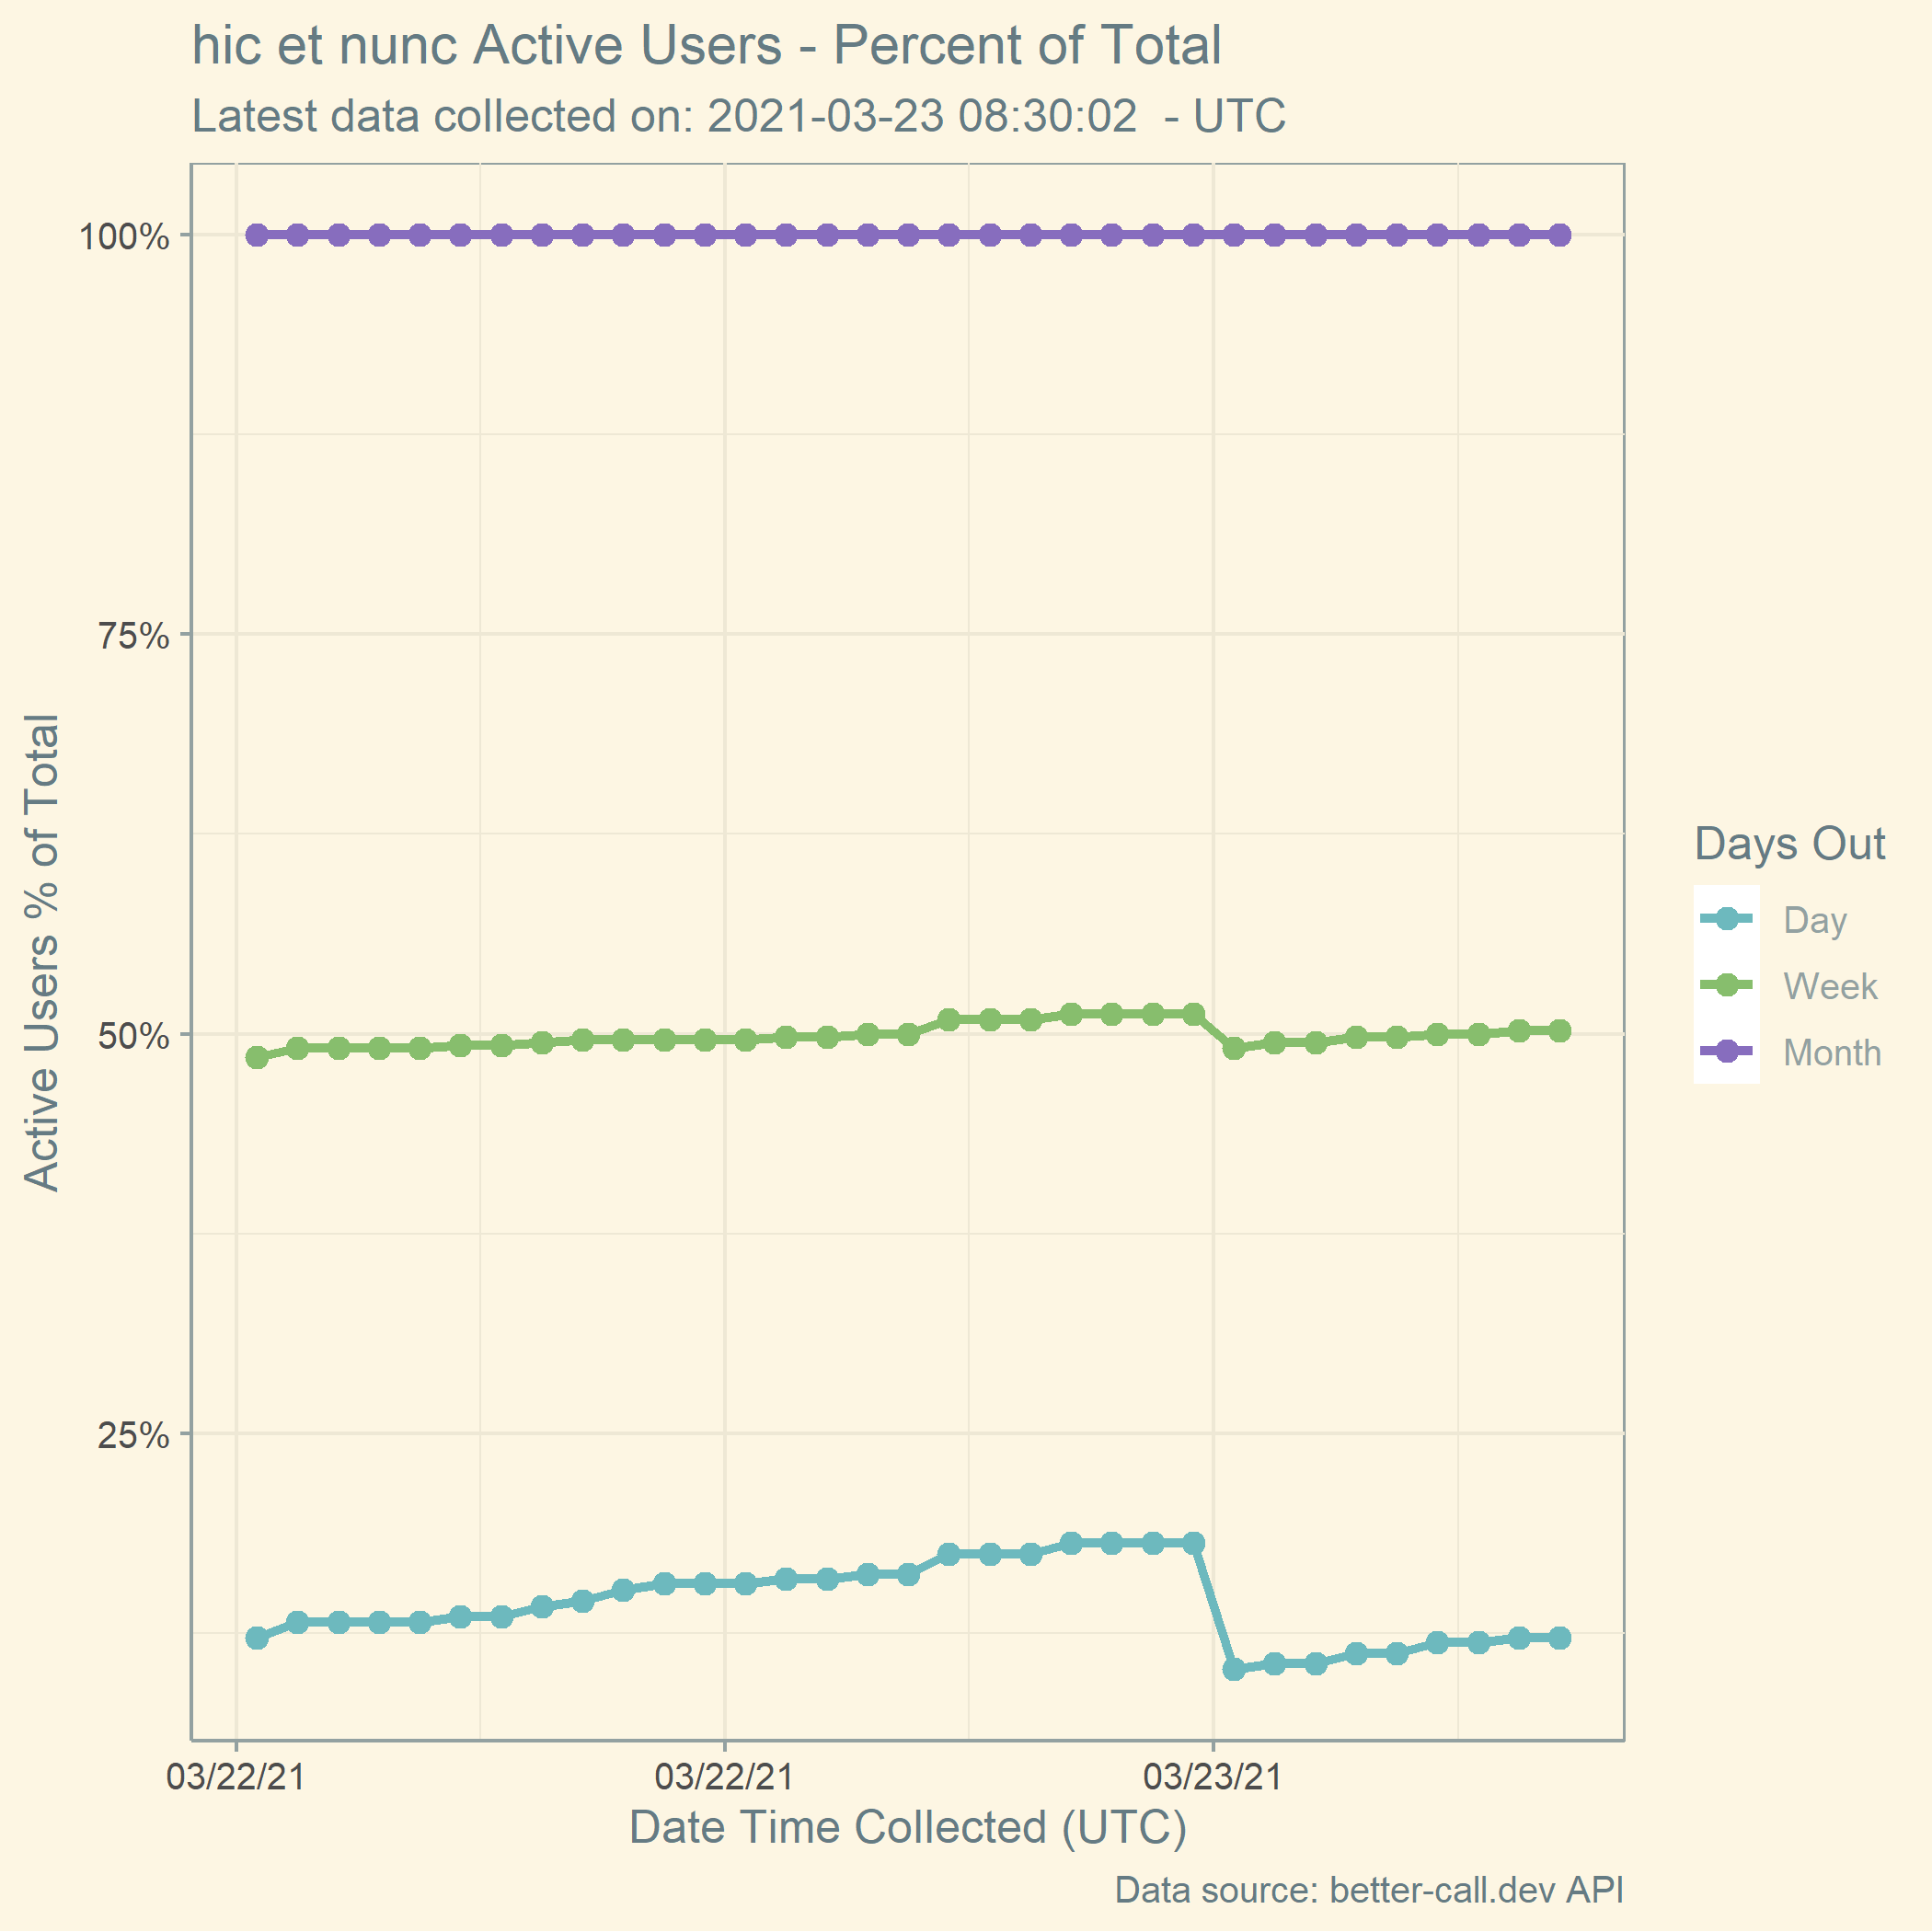 hic et nunc Active Users - Percent of Total
Latest data collected on: 2021-03-23 08:30:02  - UTC
Active Users % of Total
100%
75%
50%
25%
03/22/21 03/22/21 03/23/21
Date Time Collected (UTC)
Days Out
Day
Week
Month
Data source: better-call.dev API